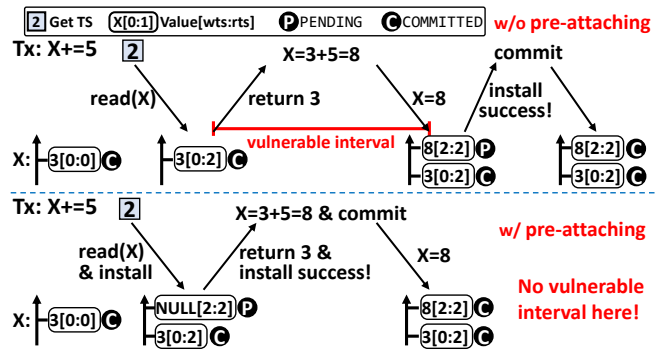 2 Get TS X[0:1] Value[wts:rts] P PENDING C COMMITTED
w/o pre-attaching
Tx: X+=5 2 X=3+5=8 commit
read(X) return 3 X=8 install
success!
vulnerable interval
8[2:2] P 8[2:2] C
X: 3[0:0] C 3[0:2] C 3[0:2] C 3[0:2] C
Tx: X+=5 2 X=3+5=8 & commit
w/ pre-attaching
read(X) return 3 & X=8
& install install success!
No vulnerable
interval here!
NULL[2:2] P 8[2:2] C
X: 3[0:0] C 3[0:2] C 3[0:2] C